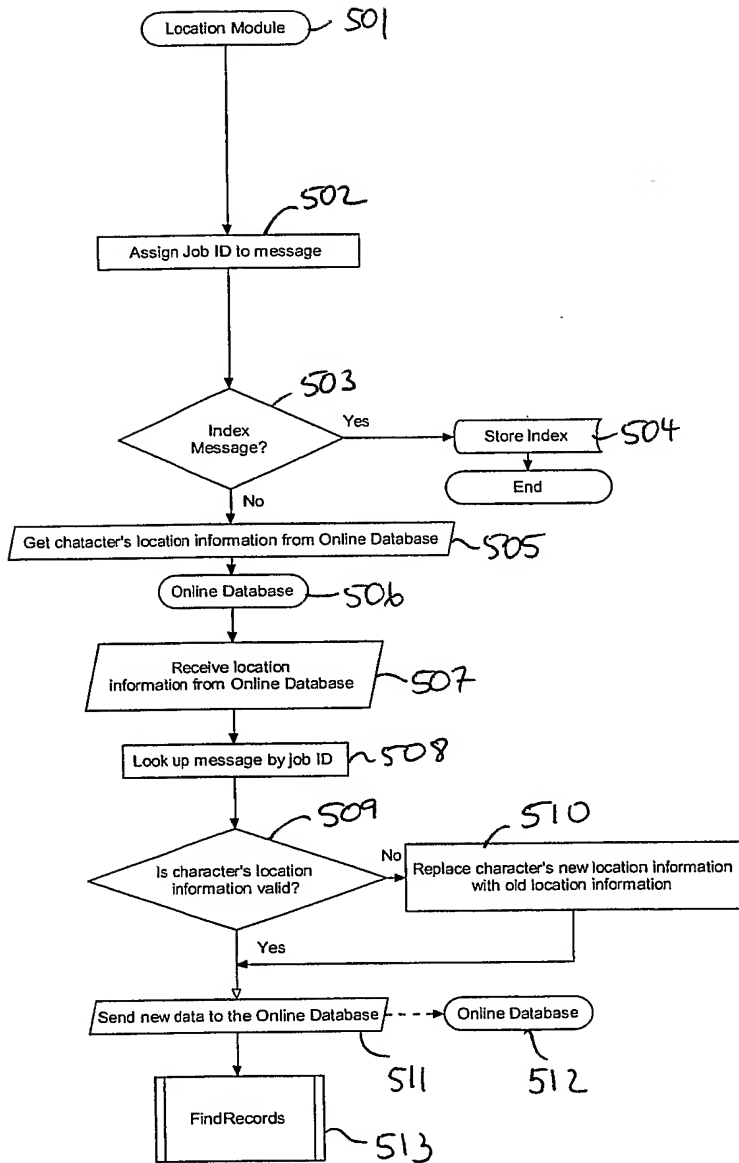 Location Module
501
502
Assign Job ID to message
503
Index
Message?
Yes
Store Index
504
End
No
Get chatacter's location information from Online Database
505
Online Database
506
Receive location
information from Online Database
507
Look up message by job ID
508
509
510
Is character's location
information valid?
No
Replace character's new location information
with old location information
Yes
Send new data to the Online Database
Online Database
511
512
FindRecords
513